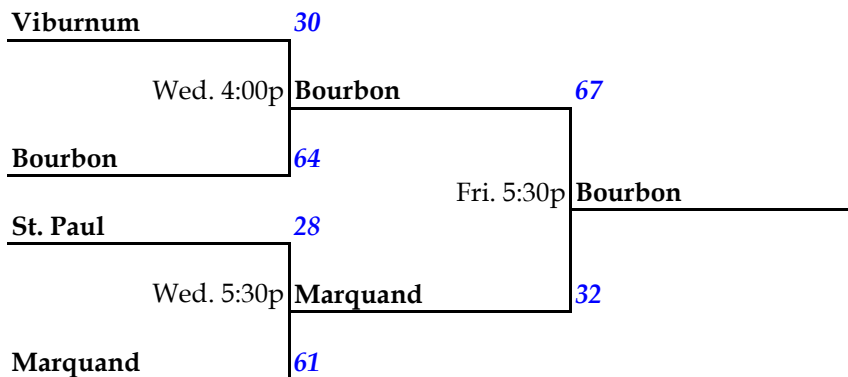 Viburnum 30
Wed. 4:00p Bourbon 67
Bourbon 64
Fri. 5:30p Bourbon
St. Paul 28
Wed. 5:30p Marquand 32
Marquand 61